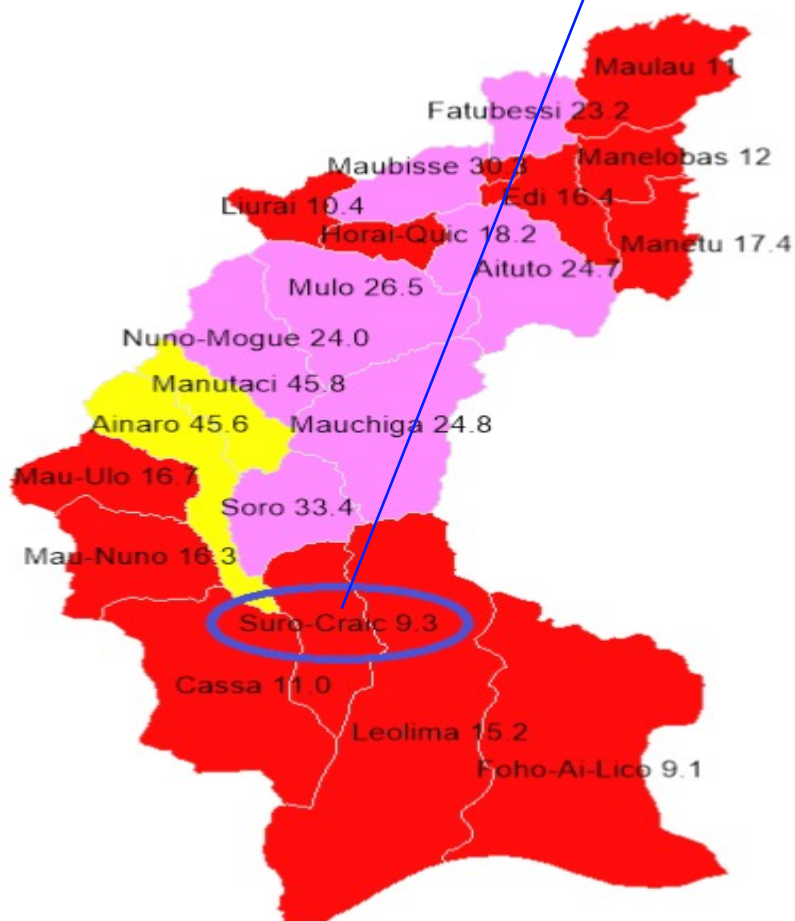 Maulau 11
Fatubessi 23.2
Manelobas 12
Maubisse 30.3
Edi 16.4
Liurai 10.4
Horai-Quic 18.2
Manetu 17.4
Aituto 24.7
Mulo 26.5
Nuno-Mogue 24.0
Manutaci 45.8
Ainaro 45.6
Mauchiga 24.8
Mau-Ulo 16.7
Soro 33.4
Mau-Nuno 16.3
Suro-Craic 9.3
Cassa 11.0
Leolima 15.2
Foho-Ai-Lico 9.1